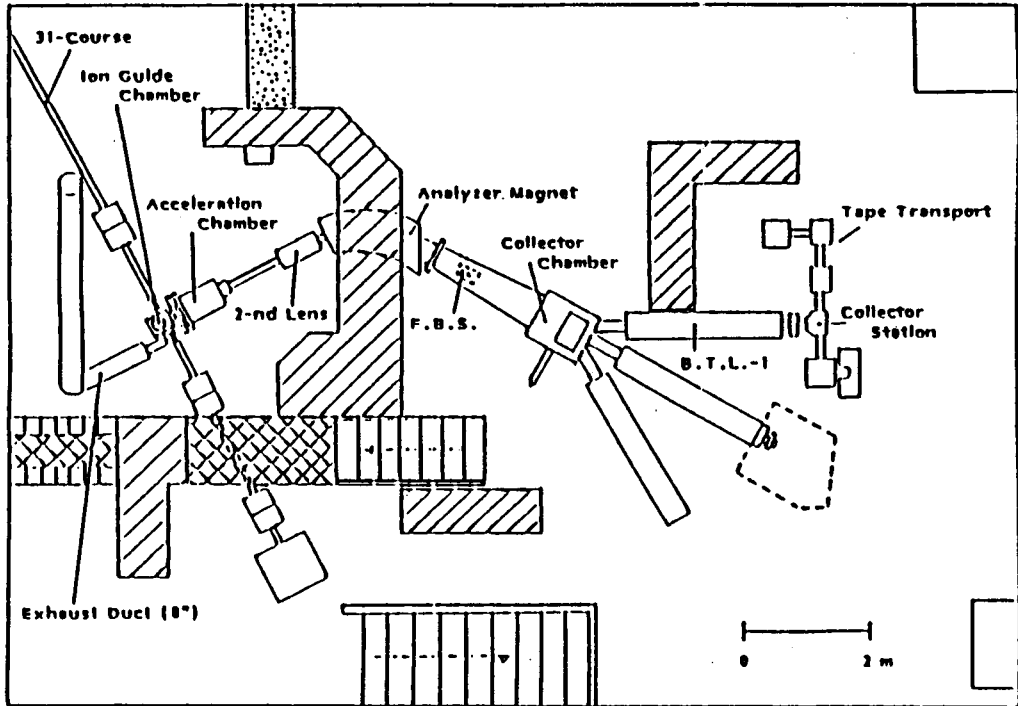 31-Course
Ion Guide
Chamber
Acceleration
Chamber
2-nd Lens
Analyzer Magnet
Collector
Chamber
F.B.S.
Tape Transport
Collector
Station
B.T.L.-1
Exhaust Duct (8")
0 2 m